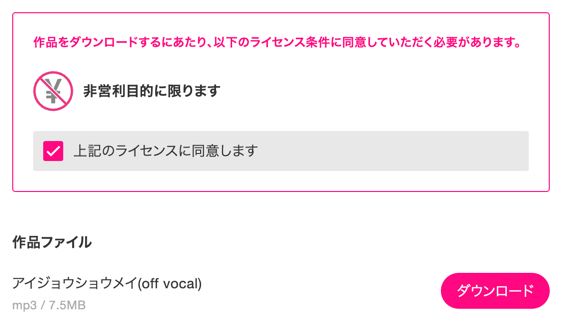 作品をダウンロードするにあたり、以下のライセンス条件に同意していただく必要があります。
¥
非営利目的に限ります
上記のライセンスに同意します
作品ファイル
アイジョウショウメイ(off vocal)
mp3 / 7.5MB
ダウンロード